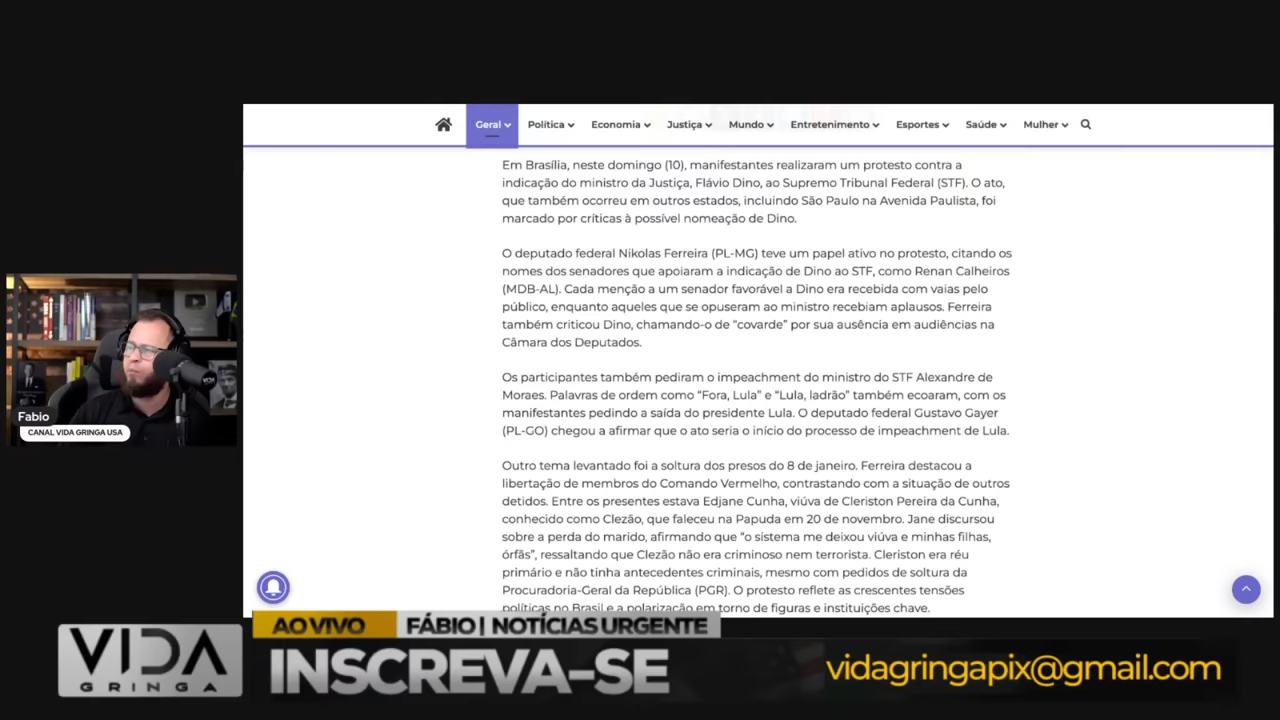 Geral
Política
Economia
Justiça
Mundo
Entretenimento
Esportes
Saúde
Mulher
Em Brasília, neste domingo (10), manifestantes realizaram um protesto contra a
indicação do ministro da Justiça, Flávio Dino, ao Supremo Tribunal Federal (STF). O ato,
que também ocorreu em outros estados, incluindo São Paulo na Avenida Paulista, foi
marcado por críticas à possível nomeação de Dino.
O deputado federal Nikolas Ferreira (PL-MG) teve um papel ativo no protesto, citando os
nomes dos senadores que apoiaram a indicação de Dino ao STF, como Renan Calheiros
(MDB-AL). Cada menção a um senador favorável a Dino era recebida com vaias pelo
público, enquanto aqueles que se opuseram ao ministro recebiam aplausos. Ferreira
também criticou Dino, chamando-o de “covarde” por sua ausência em audiências na
Câmara dos Deputados.
Os participantes também pediram o impeachment do ministro do STF Alexandre de
Moraes. Palavras de ordem como “Fora, Lula” e “Lula, ladrão” também ecoaram, com os
manifestantes pedindo a saída do presidente Lula. O deputado federal Gustavo Gayer
(PL-GO) chegou a afirmar que o ato seria o início do processo de impeachment de Lula.
Outro tema levantado foi a soltura dos presos do 8 de janeiro. Ferreira destacou a
libertação de membros do Comando Vermelho, contrastando com a situação de outros
detidos. Entre os presentes estava Edjane Cunha, viúva de Cleriston Pereira da Cunha,
conhecido como Clezão, que faleceu na Papuda em 20 de novembro. Jane discursou
sobre a perda do marido, afirmando que “o sistema me deixou viúva e minhas filhas,
órfãs”, ressaltando que Clezão não era criminoso nem terrorista. Cleriston era réu
primário e não tinha antecedentes criminais, mesmo com pedidos de soltura da
Procuradoria-Geral da República (PGR). O protesto reflete as crescentes tensões
políticas no Brasil e a polarização em torno de figuras e instituições chave.
Fabio
CANAL VIDA GRINGA USA
AO VIVO
FÁBIO | NOTÍCIAS URGENTE
VIDA
GRINGA
INSCREVA-SE
vidagringapix@gmail.com